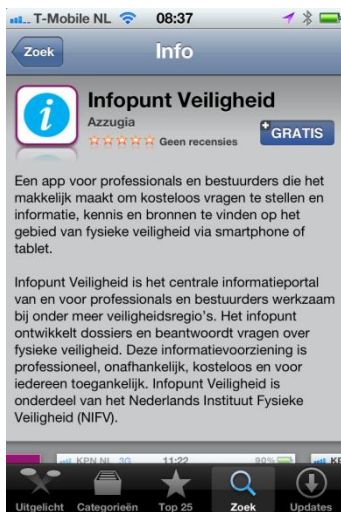 T-Mobile NL 08:37
Zoek Info
Infopunt Veiligheid
Azzugia
Geen recensies
GRATIS
Een app voor professionals en bestuurders die het
makkelijk maakt om kosteloos vragen te stellen en
informatie, kennis en bronnen te vinden op het
gebied van fysieke veiligheid via smartphone of
tablet.
Infopunt Veiligheid is het centrale informatieportal
van en voor professionals en bestuurders werkzaam
bij onder meer veiligheidsregio's. Het infopunt
ontwikkelt dossiers en beantwoordt vragen over
fysieke veiligheid. Deze informatievoorziening is
professioneel, onafhankelijk, kosteloos en voor
iedereen toegankelijk. Infopunt Veiligheid is
onderdeel van het Nederlands Instituut Fysieke
Veiligheid (NIFV).
KPN NL 3G 11:22 90% KP
Uitgelicht Categorieën Top 25 Zoek Updates